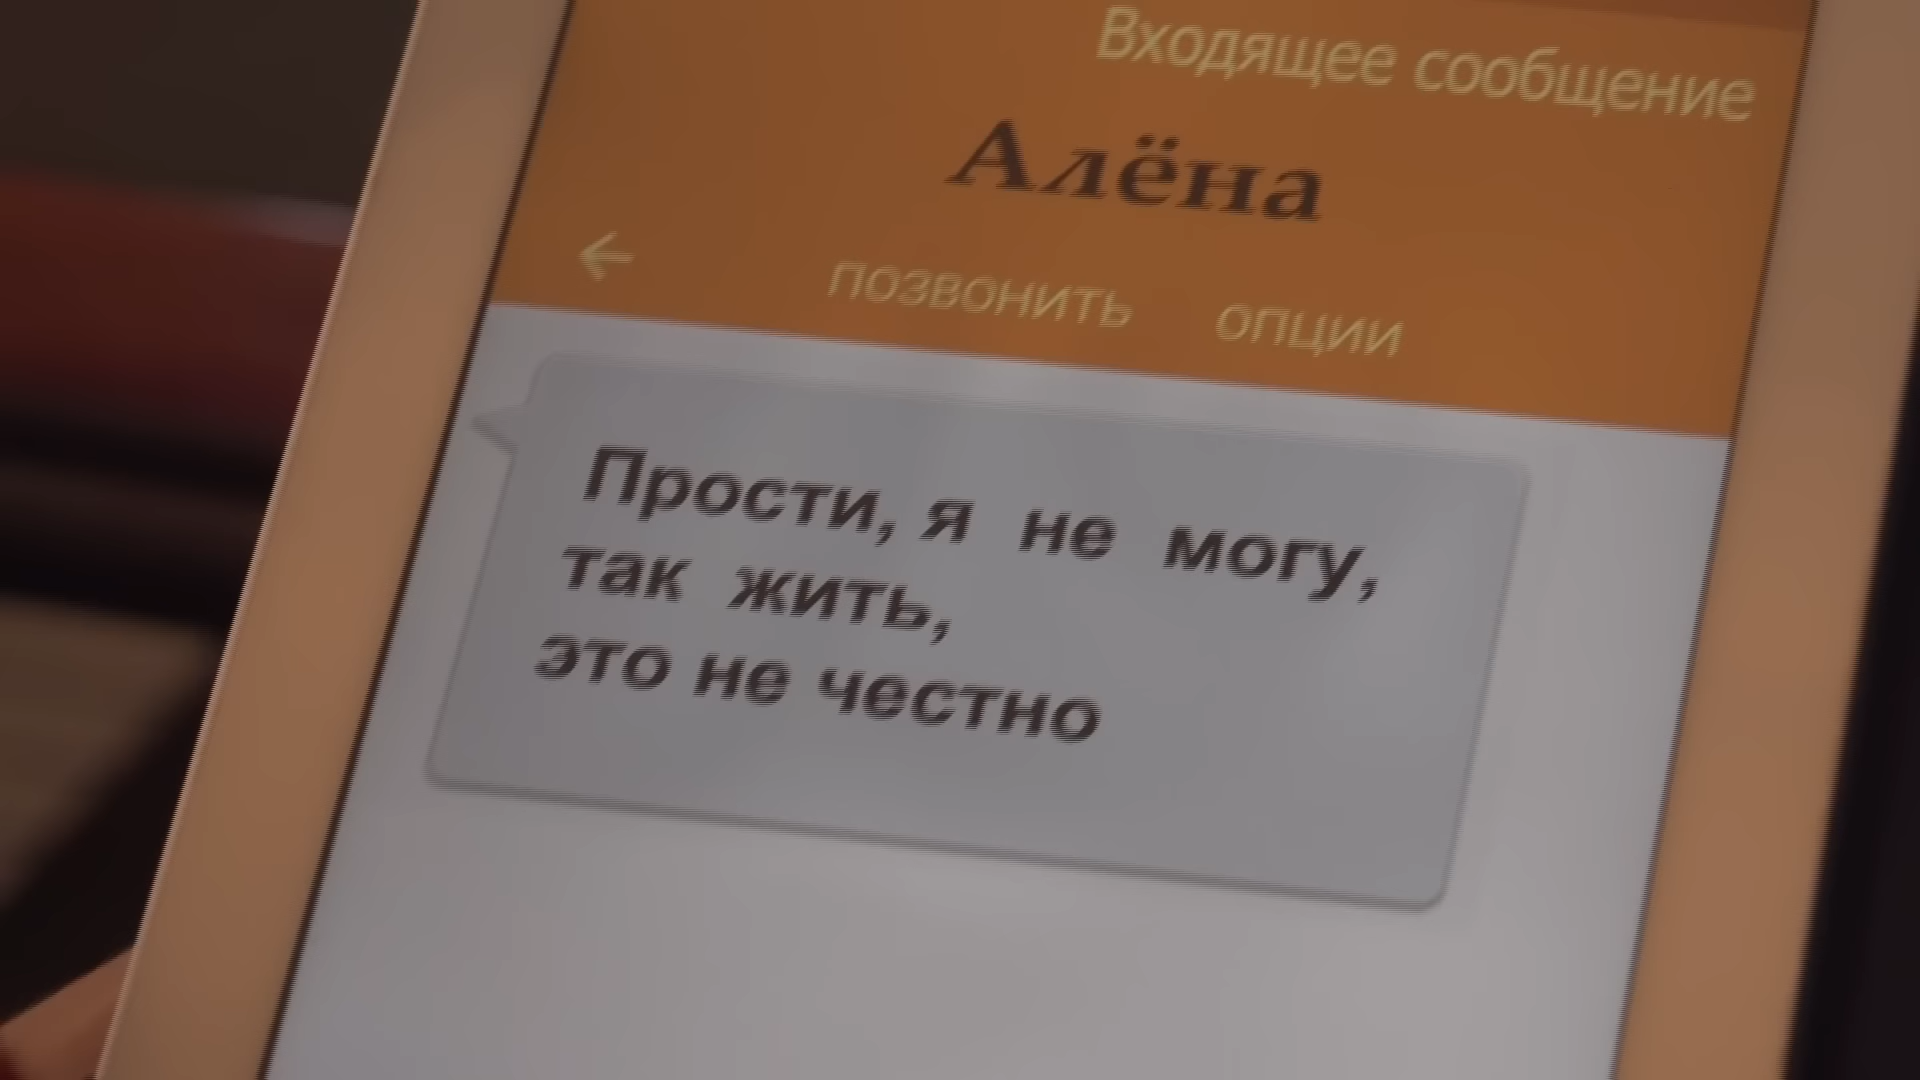 Входящее сообщение
Алёна
← позвонить опции
Прости, я не могу,
так жить,
это не честно